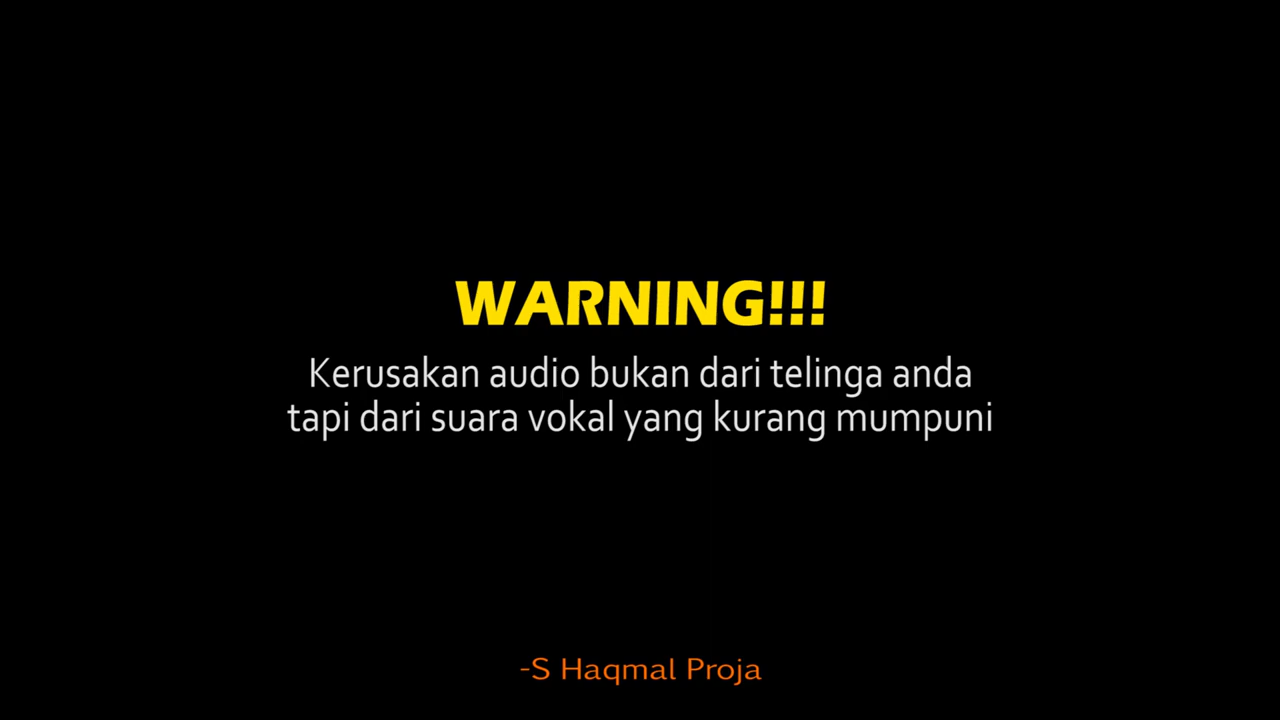 WARNING!!!
Kerusakan audio bukan dari telinga anda
tapi dari suara vokal yang kurang mumpuni
-S Haqmal Proja